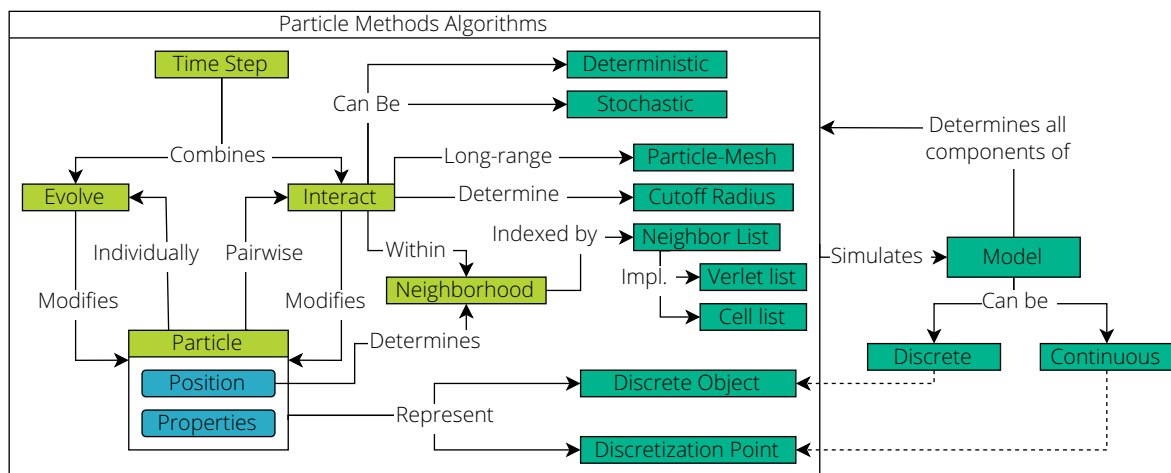 Particle Methods Algorithms
Time Step
Deterministic
Can Be
Stochastic
Determines all
components of
Combines
Long-range
Particle-Mesh
Evolve
Interact
Determine
Cutoff Radius
Individually
Pairwise
Within
Indexed by
Neighbor List
Simulates
Model
Modifies
Modifies
Neighborhood
Impl.
Verlet list
Can be
Cell list
Particle
Determines
Discrete
Continuous
Position
Discrete Object
Properties
Represent
Discretization Point